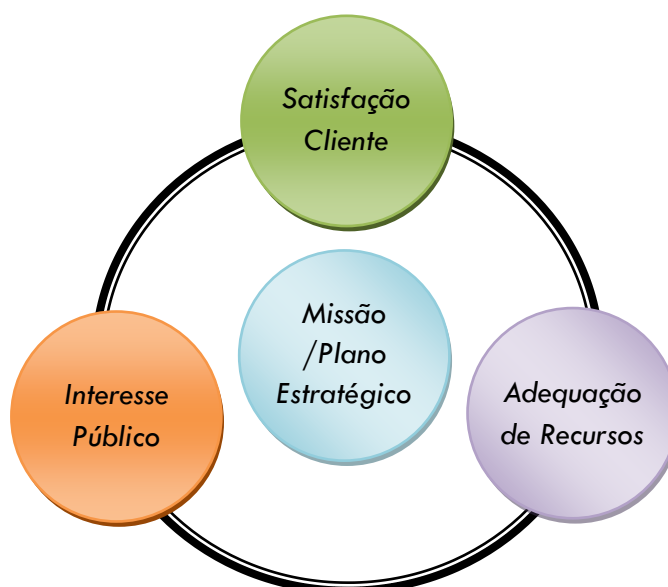 Satisfação
Cliente
Missão
/Plano
Estratégico
Interesse
Público
Adequação
de Recursos